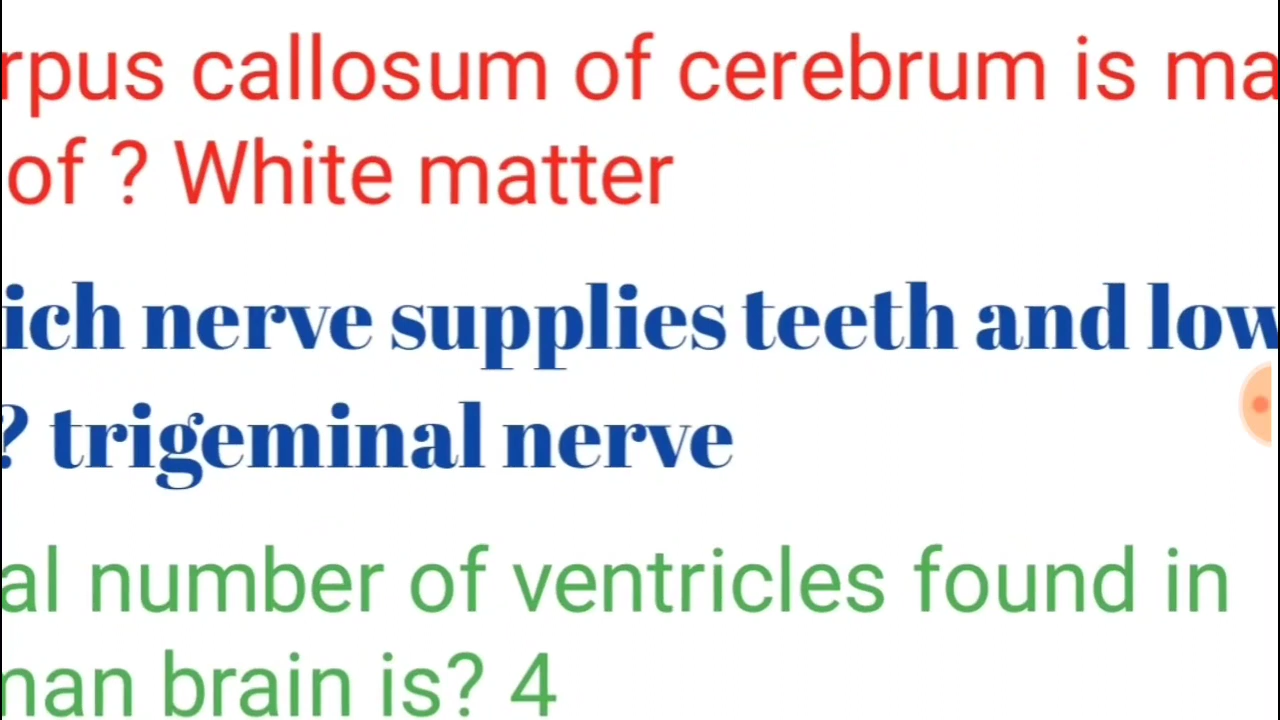 rpus callosum of cerebrum is ma
of ? White matter
ich nerve supplies teeth and low
? trigeminal nerve
al number of ventricles found in
man brain is? 4